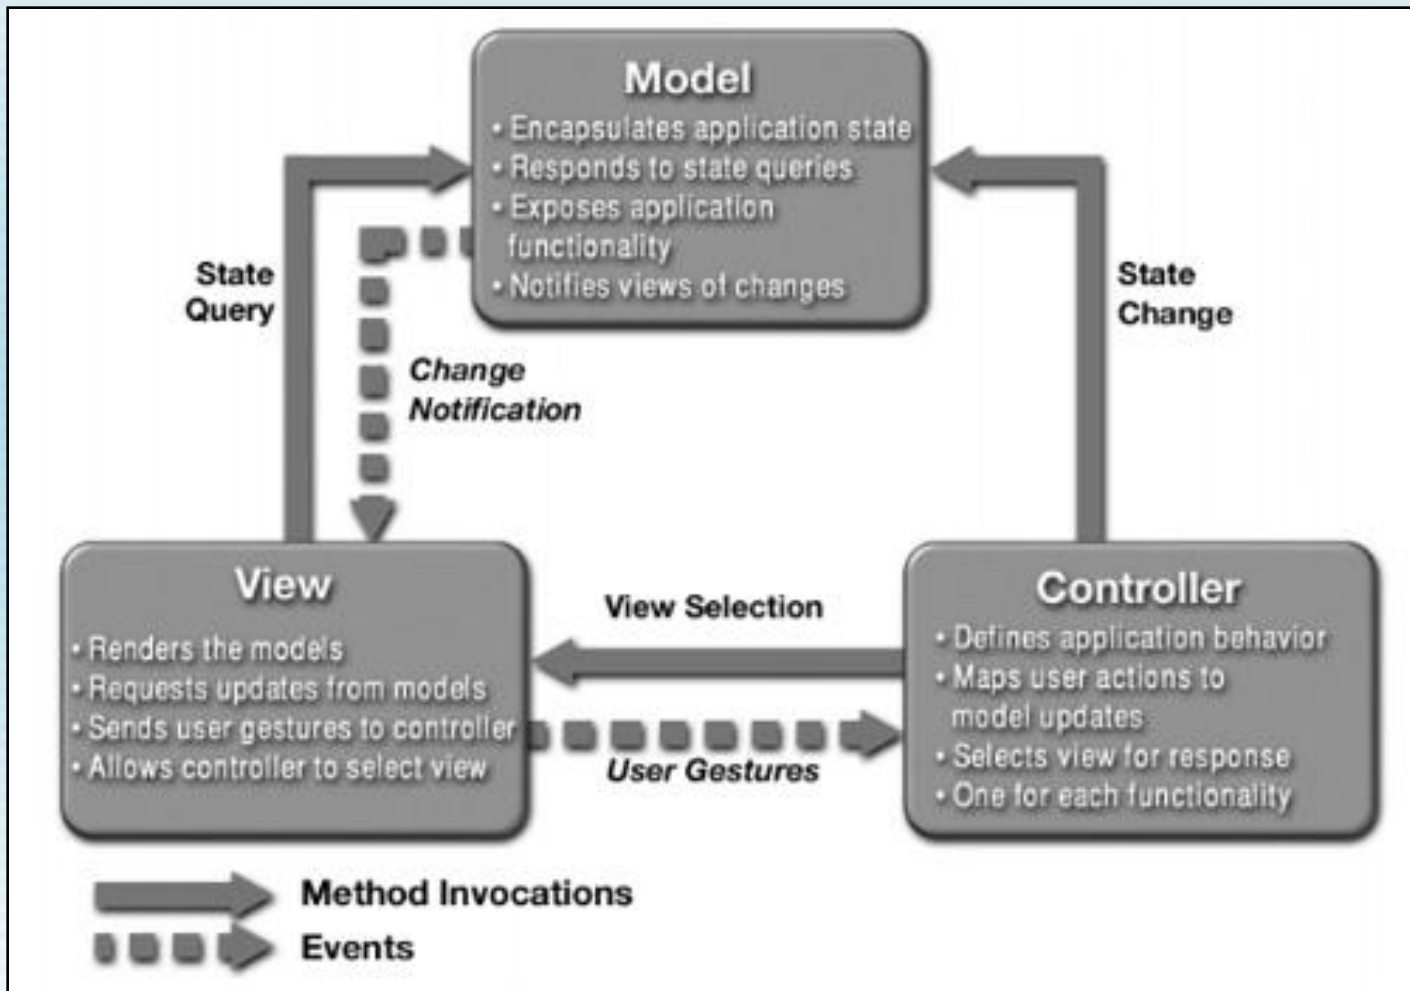 Model
• Encapsulates application state
• Responds to state queries
• Exposes application
functionality
• Notifies views of changes
State
Query
State
Change
Change
Notification
View
• Renders the models
• Requests updates from models
• Sends user gestures to controller
• Allows controller to select view
View Selection
User Gestures
Controller
• Defines application behavior
• Maps user actions to
model updates
• Selects view for response
• One for each functionality
Method Invocations
Events